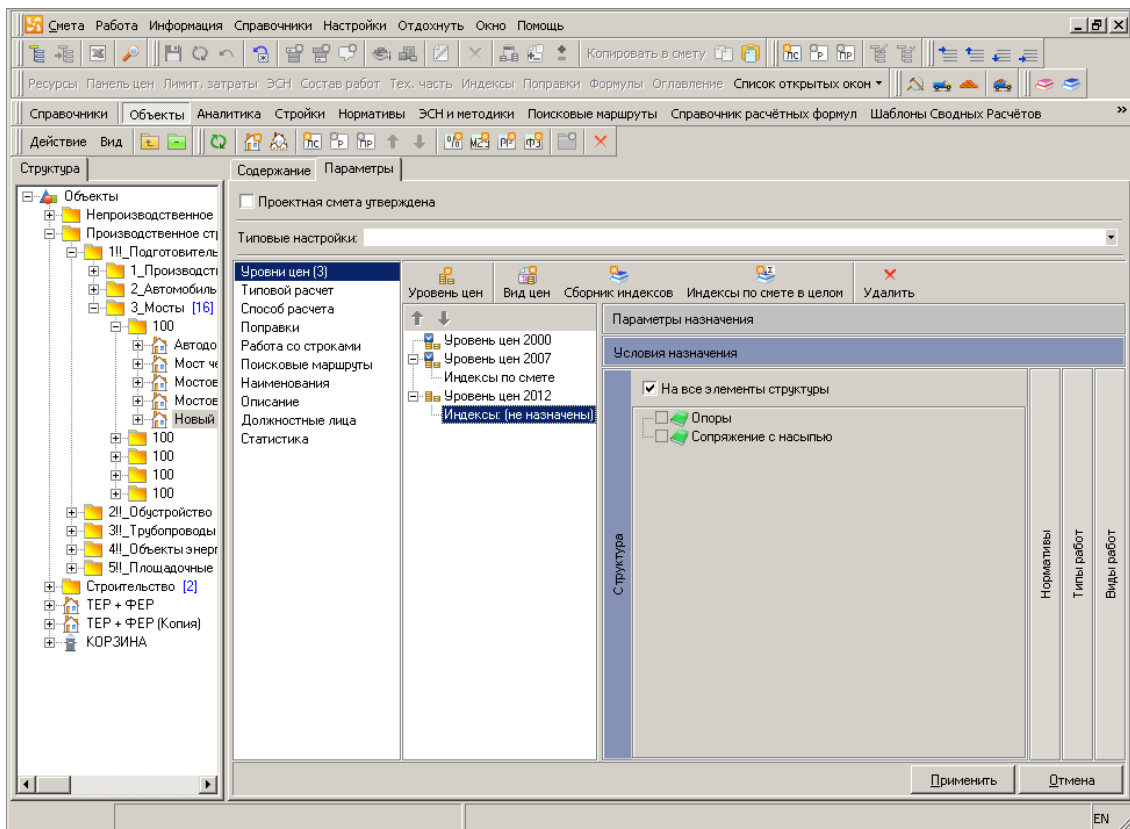 Смета Работа Информация Справочники Настройки Отдохнуть Окно Помощь
Копировать в смету
Ресурсы Панель цен Лимит. затраты ЭСН Состав работ Тех. часть Индексы Поправки Формулы Оглавление Список открытых окон
Справочники Объекты Аналитика Стройки Нормативы ЭСН и методики Поисковые маршруты Справочник расчётных формул Шаблоны Сводных Расчётов »
Действие Вид
Структура
Содержание Параметры
Объекты
Непроизводственное
Производственное стр
1!!_Подготовитель
1_Производсті
2_Автомобиль
3_Мосты [16]
100
Автодо
Мост че
Мостов
Мостов
Новый
100
100
100
100
2!!_Обустройство
3!!_Трубопроводы
4!!_Объекты энерг
5!!_Площадочные
Строительство [2]
ТЕР + ФЕР
ТЕР + ФЕР (Копия)
КОРЗИНА
Проектная смета утверждена
Типовые настройки:
Уровни цен (3)
Типовой расчет
Способ расчета
Поправки
Работа со строками
Поисковые маршруты
Наименования
Описание
Должностные лица
Статистика
Уровень цен Вид цен Сборник индексов Индексы по смете в целом Удалить
Уровень цен 2000
Уровень цен 2007
Индексы по смете
Уровень цен 2012
Индексы: (не назначены)
Параметры назначения
Условия назначения
На все элементы структуры
Опоры
Сопряжение с насыпью
Структура
Нормативы
Типы работ
Виды работ
Применить Отмена
EN